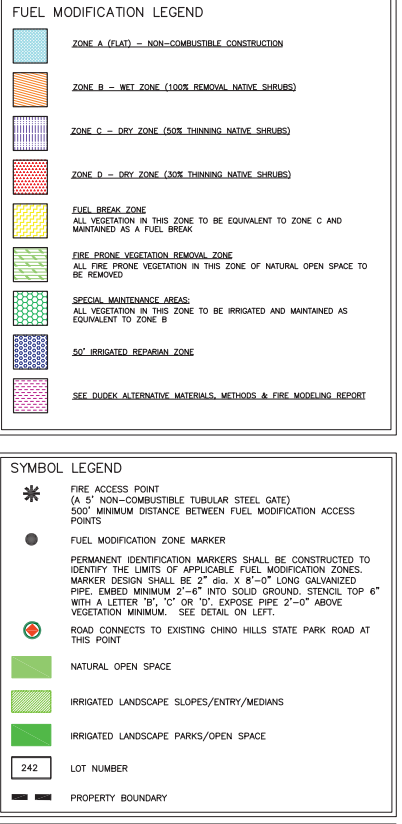 FUEL MODIFICATION LEGEND
ZONE A (FLAT) – NON–COMBUSTIBLE CONSTRUCTION
ZONE B – WET ZONE (100% REMOVAL NATIVE SHRUBS)
ZONE C – DRY ZONE (50% THINNING NATIVE SHRUBS)
ZONE D – DRY ZONE (30% THINNING NATIVE SHRUBS)
FUEL BREAK ZONE
ALL VEGETATION IN THIS ZONE TO BE EQUIVALENT TO ZONE C AND
MAINTAINED AS A FUEL BREAK
FIRE PRONE VEGETATION REMOVAL ZONE
ALL FIRE PRONE VEGETATION IN THIS ZONE OF NATURAL OPEN SPACE TO
BE REMOVED
SPECIAL MAINTENANCE AREAS:
ALL VEGETATION IN THIS ZONE TO BE IRRIGATED AND MAINTAINED AS
EQUIVALENT TO ZONE B
50' IRRIGATED REPARIAN ZONE
SEE DUDEK ALTERNATIVE MATERIALS, METHODS & FIRE MODELING REPORT
SYMBOL LEGEND
FIRE ACCESS POINT
(A 5' NON–COMBUSTIBLE TUBULAR STEEL GATE)
500' MINIMUM DISTANCE BETWEEN FUEL MODIFICATION ACCESS
POINTS
FUEL MODIFICATION ZONE MARKER
PERMANENT IDENTIFICATION MARKERS SHALL BE CONSTRUCTED TO
IDENTIFY THE LIMITS OF APPLICABLE FUEL MODIFICATION ZONES.
MARKER DESIGN SHALL BE 2" dia. X 8'–0" LONG GALVANIZED
PIPE. EMBED MINIMUM 2'–6" INTO SOLID GROUND. STENCIL TOP 6"
WITH A LETTER 'B', 'C' OR 'D'. EXPOSE PIPE 2'–0" ABOVE
VEGETATION MINIMUM. SEE DETAIL ON LEFT.
ROAD CONNECTS TO EXISTING CHINO HILLS STATE PARK ROAD AT
THIS POINT
NATURAL OPEN SPACE
IRRIGATED LANDSCAPE SLOPES/ENTRY/MEDIANS
IRRIGATED LANDSCAPE PARKS/OPEN SPACE
242 LOT NUMBER
PROPERTY BOUNDARY